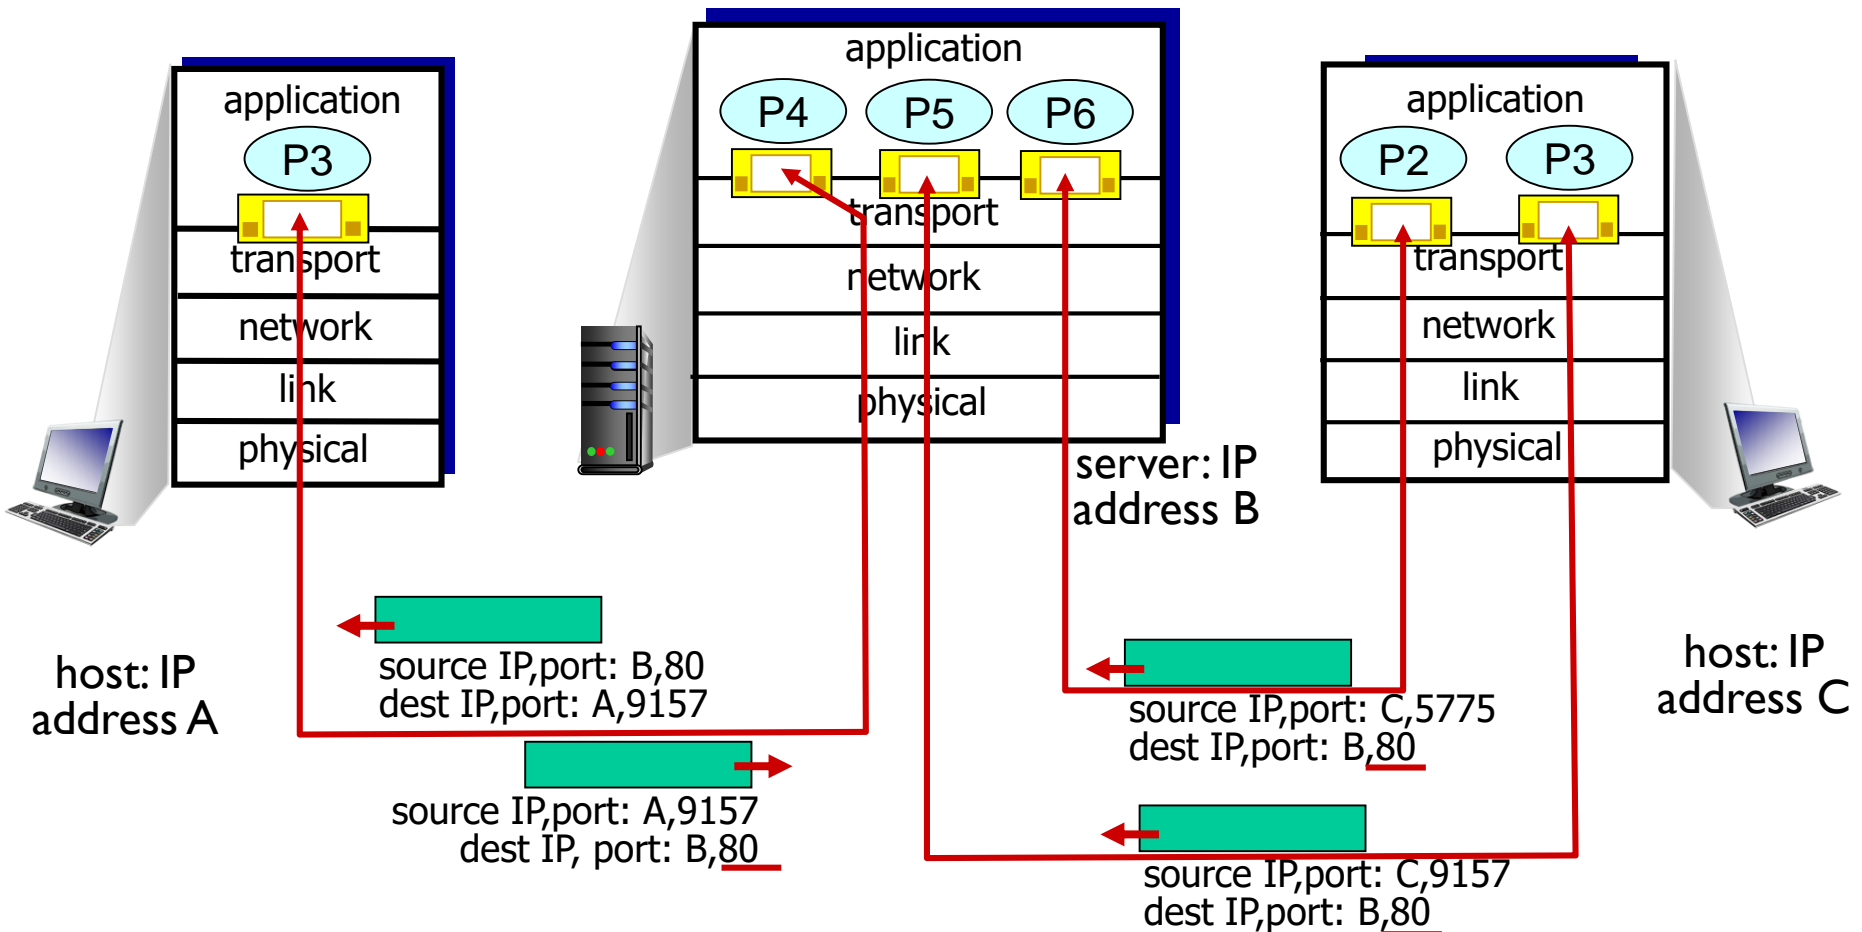 application
P3
transport
network
link
physical
host: IP
address A
application
P4 P5 P6
transport
network
link
physical
server: IP
address B
application
P2 P3
transport
network
link
physical
host: IP
address C
source IP,port: B,80
dest IP,port: A,9157
source IP,port: A,9157
dest IP, port: B,80
source IP,port: C,5775
dest IP,port: B,80
source IP,port: C,9157
dest IP,port: B,80